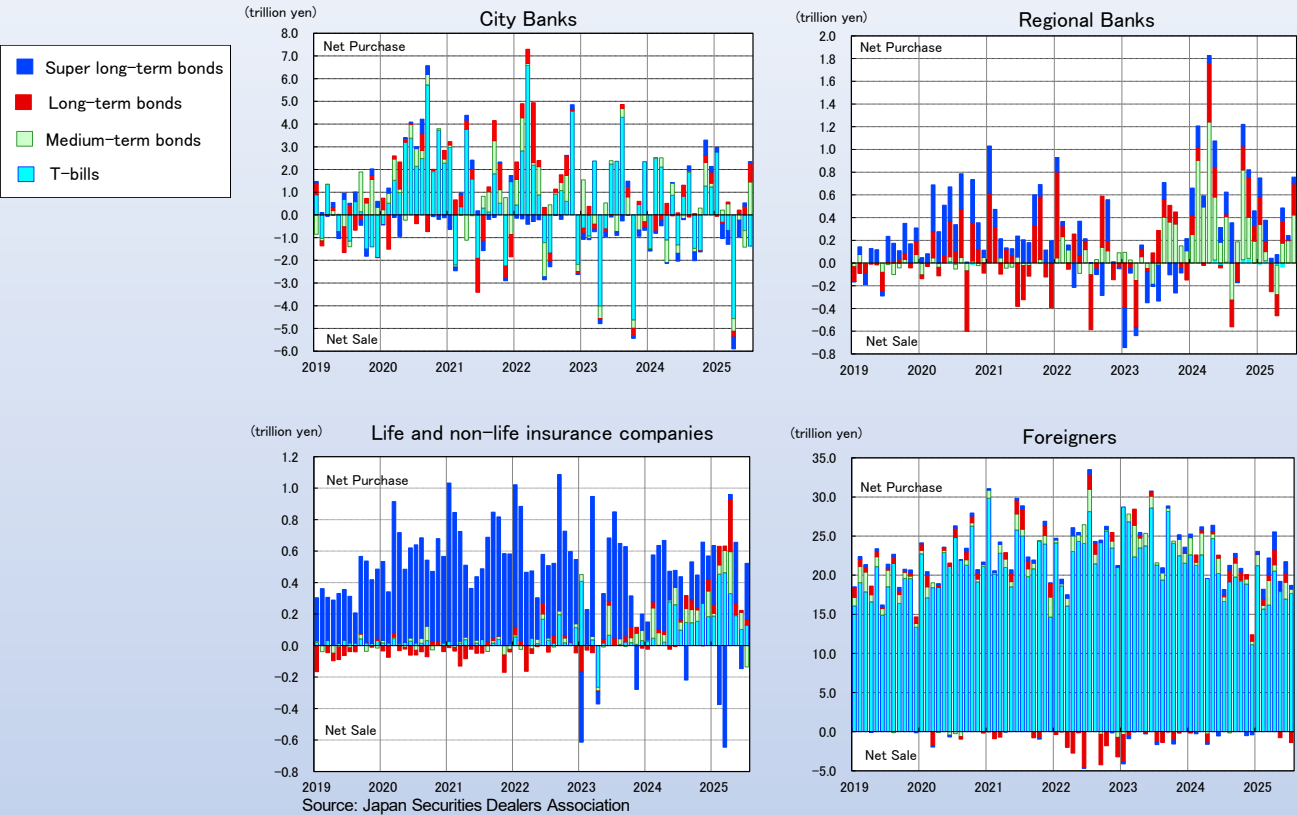 Super long-term bonds
Long-term bonds
Medium-term bonds
T-bills
(trillion yen)
City Banks
8.0
7.0
6.0
5.0
4.0
3.0
2.0
1.0
0.0
−1.0
−2.0
−3.0
−4.0
−5.0
−6.0
Net Purchase
Net Sale
2019 2020 2021 2022 2023 2024 2025
(trillion yen)
Regional Banks
2.0
1.8
1.6
1.4
1.2
1.0
0.8
0.6
0.4
0.2
0.0
−0.2
−0.4
−0.6
−0.8
Net Purchase
Net Sale
2019 2020 2021 2022 2023 2024 2025
(trillion yen)
Life and non-life insurance companies
1.2
1.0
0.8
0.6
0.4
0.2
0.0
−0.2
−0.4
−0.6
−0.8
Net Purchase
Net Sale
2019 2020 2021 2022 2023 2024 2025
(trillion yen)
Foreigners
35.0
30.0
25.0
20.0
15.0
10.0
5.0
0.0
−5.0
Net Purchase
Net Sale
2019 2020 2021 2022 2023 2024 2025
Source: Japan Securities Dealers Association